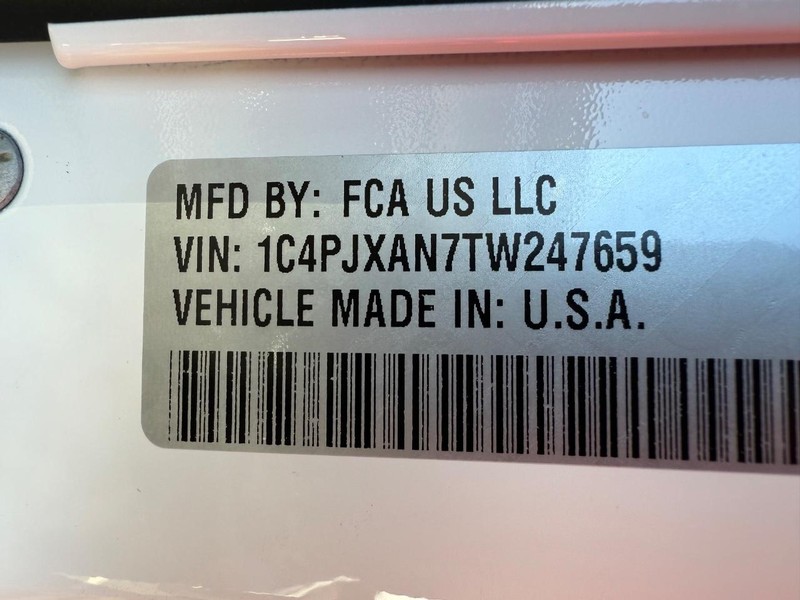 MFD BY: FCA US LLC
VIN: 1C4PJXAN7TW247659
VEHICLE MADE IN: U.S.A.